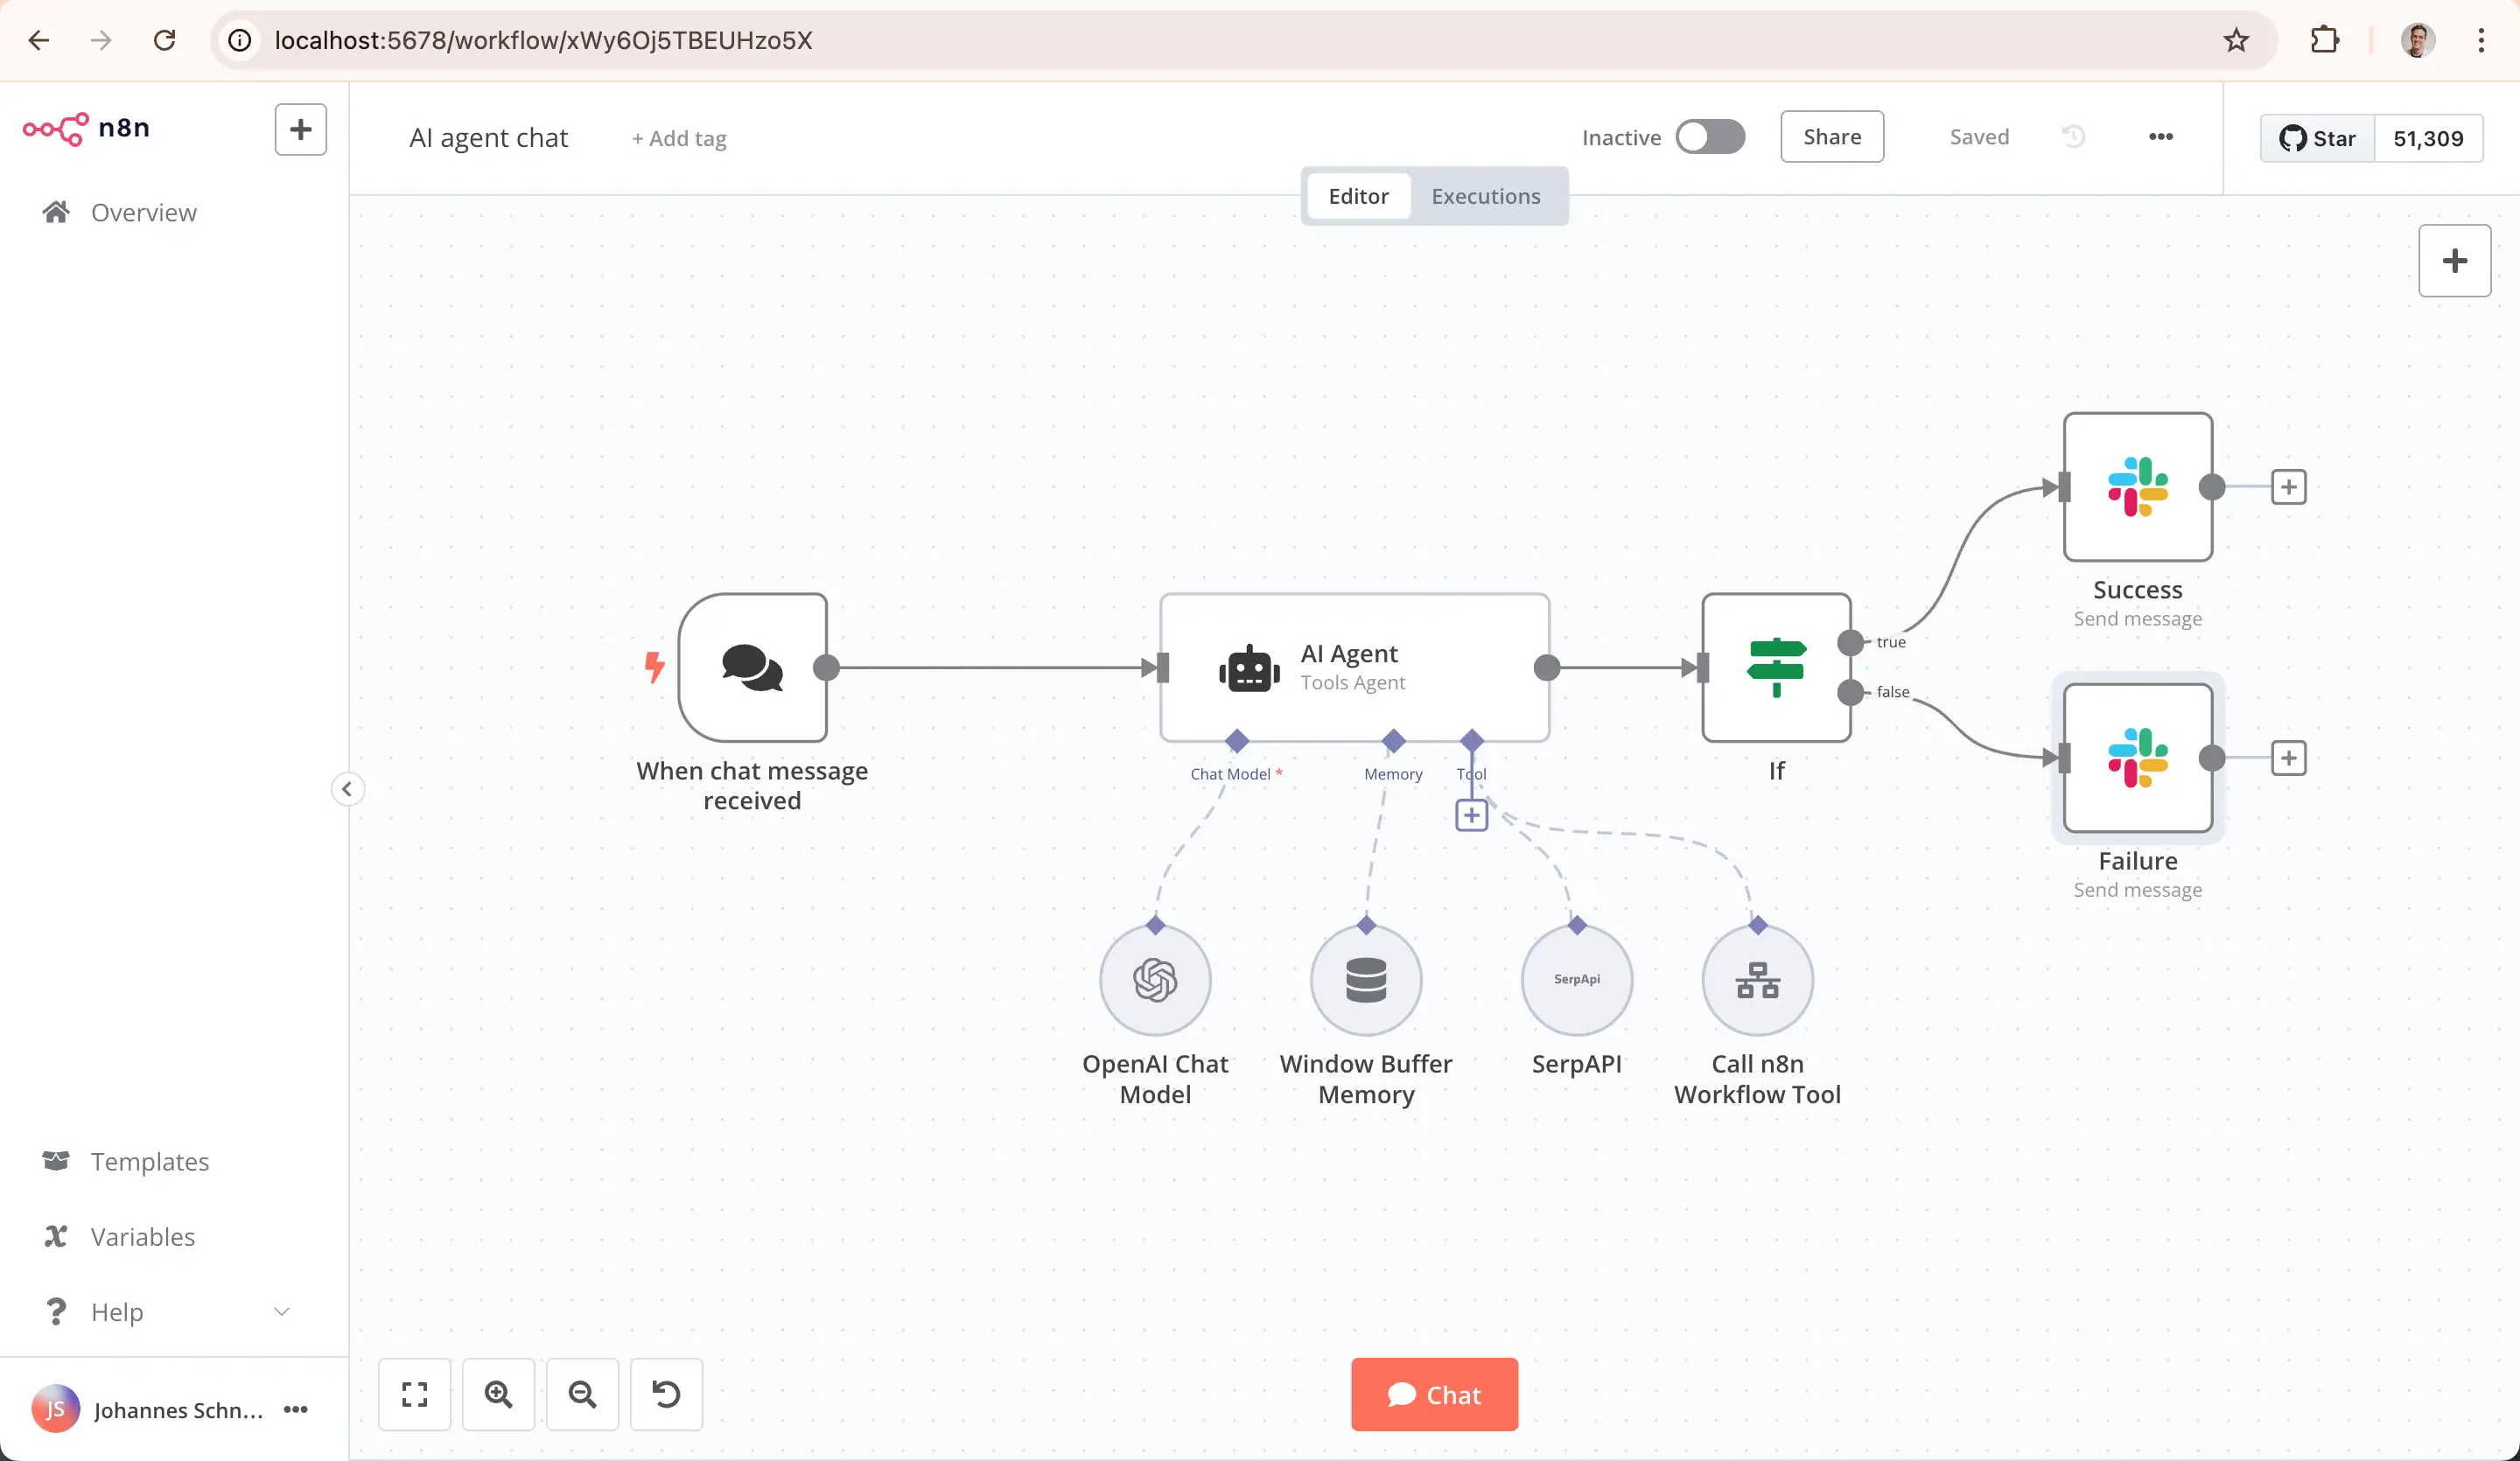 localhost:5678/workflow/xWy6Oj5TBEUHzo5X
n8n
AI agent chat
+ Add tag
Inactive
Share
Saved
Star
51,309
Editor
Executions
Overview
Success
Send message
true
false
AI Agent
Tools Agent
When chat message
received
Chat Model *
Memory
Tool
If
Failure
Send message
SerpApi
OpenAI Chat
Model
Window Buffer
Memory
SerpAPI
Call n8n
Workflow Tool
Templates
Variables
Help
JS
Johannes Schn...
Chat